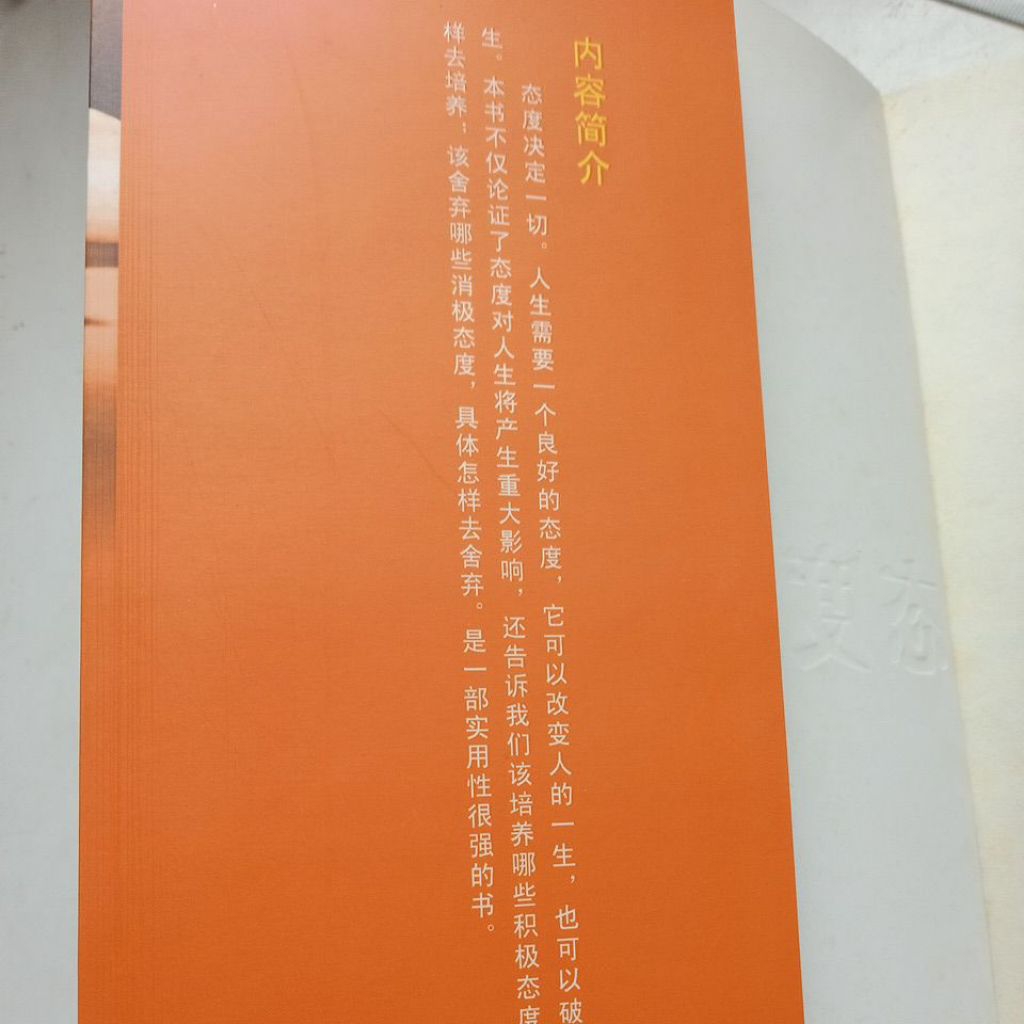 内容简介
态度决定一切。人生需要一个良好的态度，它可以改变人的一生，也可以破
生。本书不仅论证了态度对人生将产生重大影响，还告诉我们该培养哪些积极态度
样去培养；该舍弃哪些消极态度，具体怎样去舍弃。是一部实用性很强的书。
态度